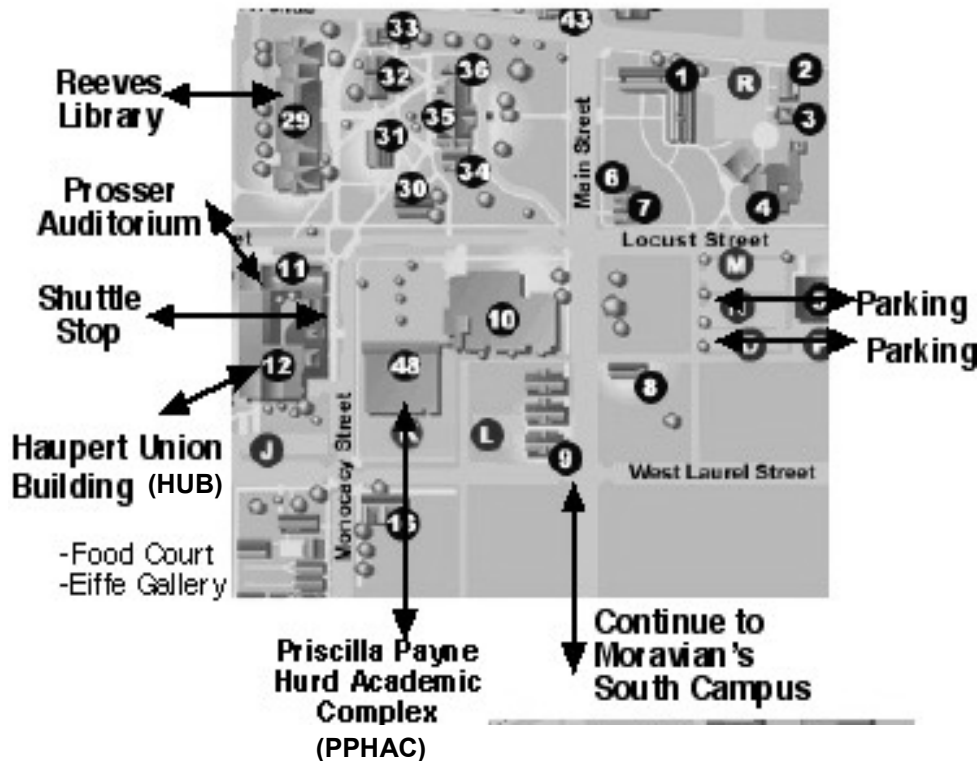 33
43
32
36
1
R
2
Reeves
Library
29
35
3
31
Main Street
34
6
Prosser
Auditorium
30
7
4
Locust Street
11
M
Shuttle
Stop
10
Parking
Parking
12
48
8
Haupert Union
Building (HUB)
J
Monocacy Street
L
9
West Laurel Street
16
-Food Court
-Eiffe Gallery
Priscilla Payne
Hurd Academic
Complex
(PPHAC)
Continue to
Moravian's
South Campus